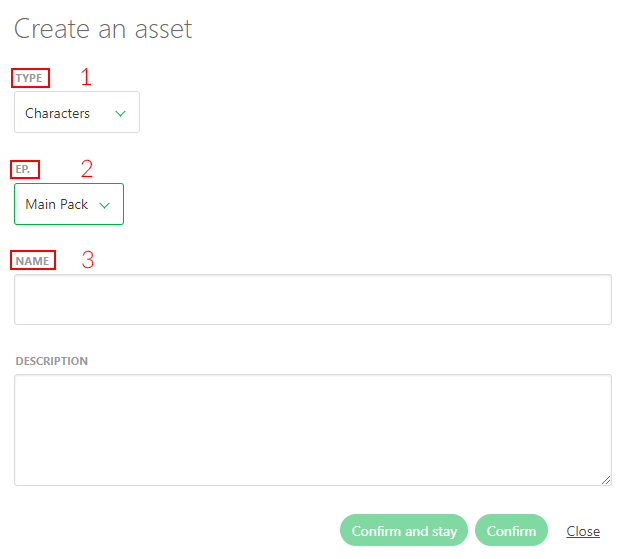 Create an asset
TYPE 1
Characters
EP. 2
Main Pack
NAME 3
DESCRIPTION
Confirm and stay Confirm Close